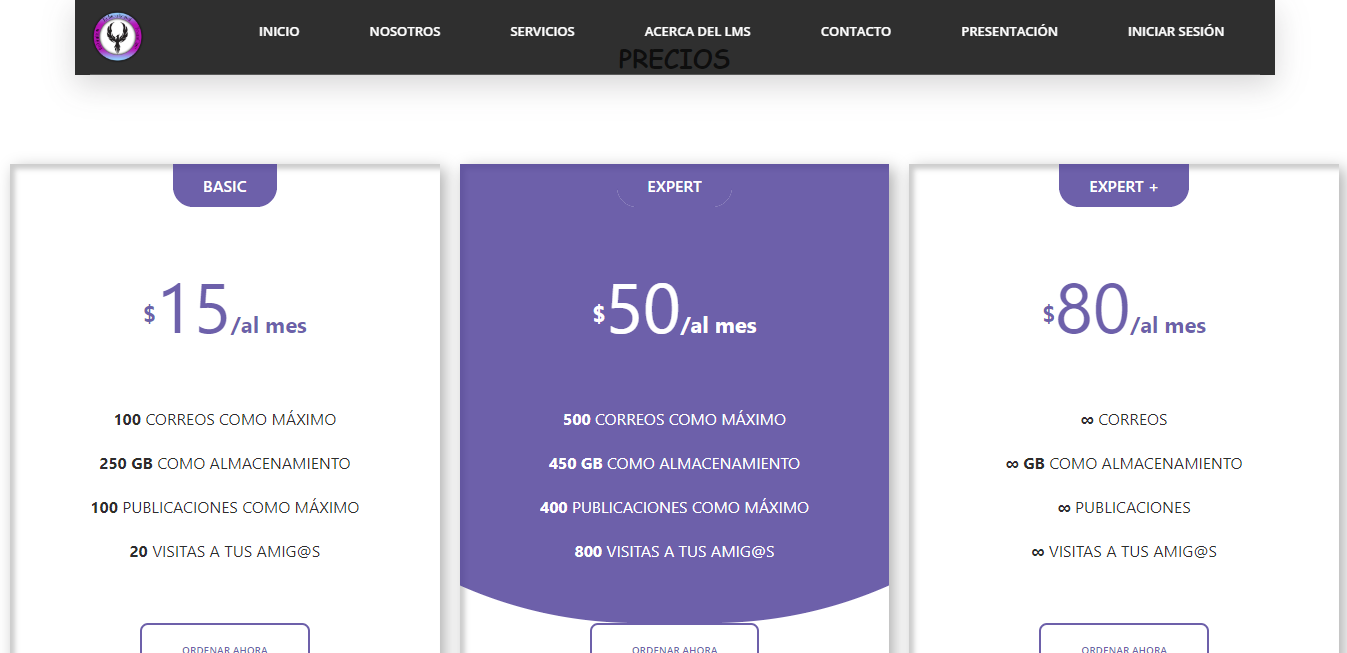 INICIO NOSOTROS SERVICIOS ACERCA DEL LMS CONTACTO PRESENTACIÓN INICIAR SESIÓN
PRECIOS
BASIC
$15/al mes
100 CORREOS COMO MÁXIMO
250 GB COMO ALMACENAMIENTO
100 PUBLICACIONES COMO MÁXIMO
20 VISITAS A TUS AMIG@S
ORDENAR AHORA
EXPERT
$50/al mes
500 CORREOS COMO MÁXIMO
450 GB COMO ALMACENAMIENTO
400 PUBLICACIONES COMO MÁXIMO
800 VISITAS A TUS AMIG@S
ORDENAR AHORA
EXPERT +
$80/al mes
∞ CORREOS
∞ GB COMO ALMACENAMIENTO
∞ PUBLICACIONES
∞ VISITAS A TUS AMIG@S
ORDENAR AHORA